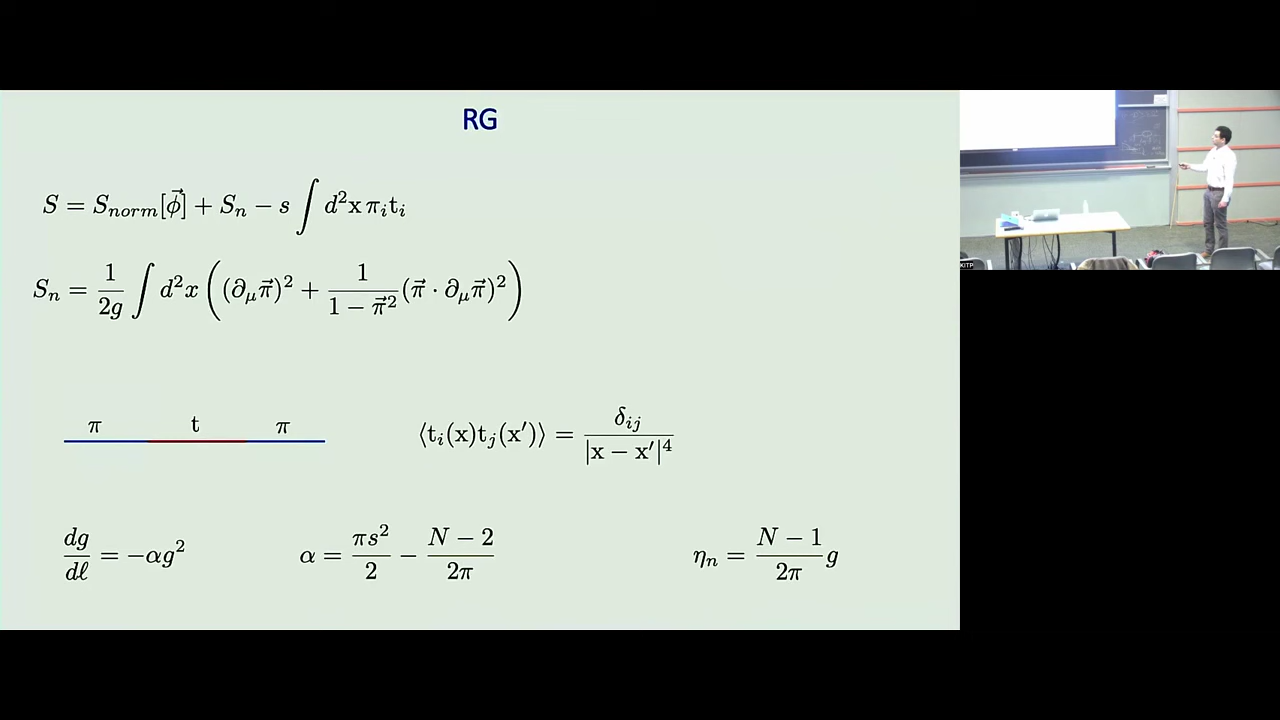 RG
S = S_{norm}[\vec{\phi}] + S_n - s \int d^2x π_i t_i
S_n = \frac{1}{2g} \int d^2x \left( (\partial_\mu \vec{\pi})^2 + \frac{1}{1 - \vec{\pi}^2} (\vec{\pi} \cdot \partial_\mu \vec{\pi})^2 \right)
π t π
\langle t_i(x) t_j(x') \rangle = \frac{\delta_{ij}}{|x - x'|^4}
\frac{dg}{d\ell} = -\alpha g^2
\alpha = \frac{\pi s^2}{2} - \frac{N - 2}{2\pi}
\eta_n = \frac{N - 1}{2\pi} g
KITP